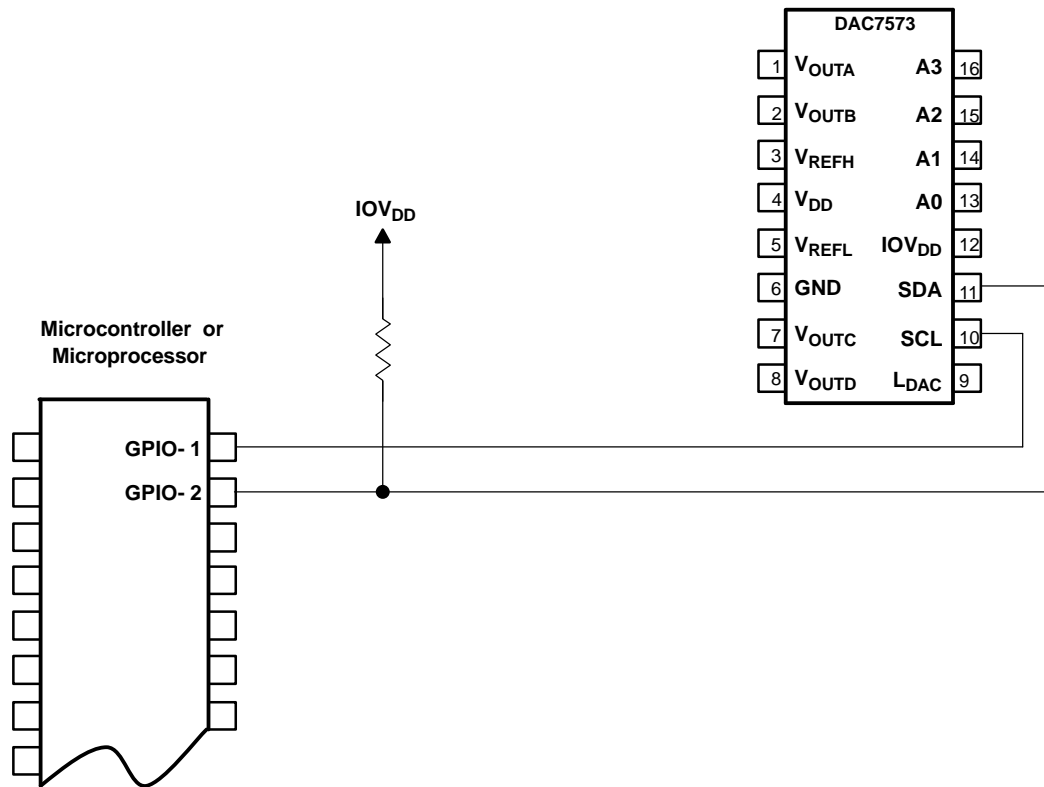 DAC7573
1 VOUTA A3 16
2 VOUTB A2 15
3 VREFH A1 14
4 VDD A0 13
5 VREFL IOVDD 12
6 GND SDA 11
7 VOUTC SCL 10
8 VOUTD LDAC 9
IOVDD
Microcontroller or
Microprocessor
GPIO- 1
GPIO- 2